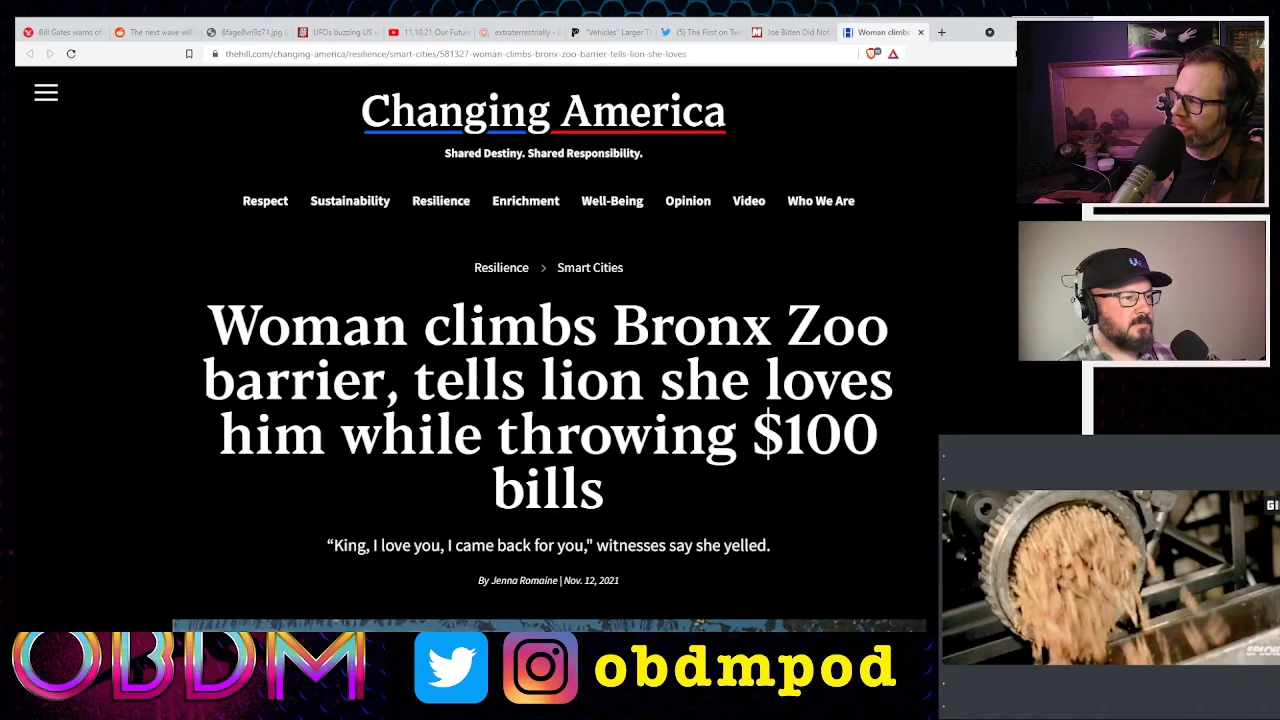 Bill Gates warns of
The next wave will
8fage8vri9z71.jpg
UFOs buzzing US
11.10.21 Our Futur
extraterrestrially -
"Vehicles" Larger T
(5) The First on Tw
Joe Biden Did Not
Woman climbs
thehill.com/changing-america/resilience/smart-cities/581327-woman-climbs-bronx-zoo-barrier-tells-lion-she-loves
Changing America
Shared Destiny. Shared Responsibility.
Respect Sustainability Resilience Enrichment Well-Being Opinion Video Who We Are
Resilience > Smart Cities
Woman climbs Bronx Zoo
barrier, tells lion she loves
him while throwing $100
bills
“King, I love you, I came back for you," witnesses say she yelled.
By Jenna Romaine | Nov. 12, 2021
OBDM
obdmpod